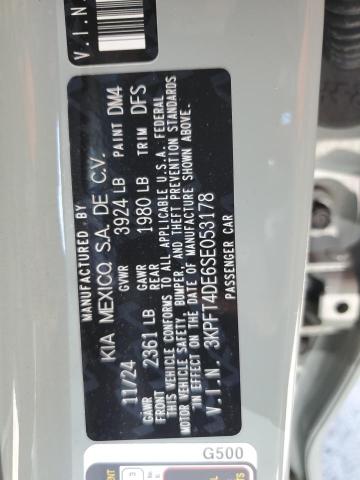 V.I.N.
MANUFACTURED BY
KIA MEXICO, S.A. DE C.V.
11/24 GVWR 3924 LB PAINT DM4
GAWR FRONT 2361 LB GAWR REAR 1980 LB TRIM DFS
THIS VEHICLE CONFORMS TO ALL APPLICABLE U.S.A. FEDERAL
MOTOR VEHICLE SAFETY, BUMPER, AND THEFT PREVENTION STANDARDS
IN EFFECT ON THE DATE OF MANUFACTURE SHOWN ABOVE.
V.I.N. 3KPFT4DE6SE053178
PASSENGER CAR
G500